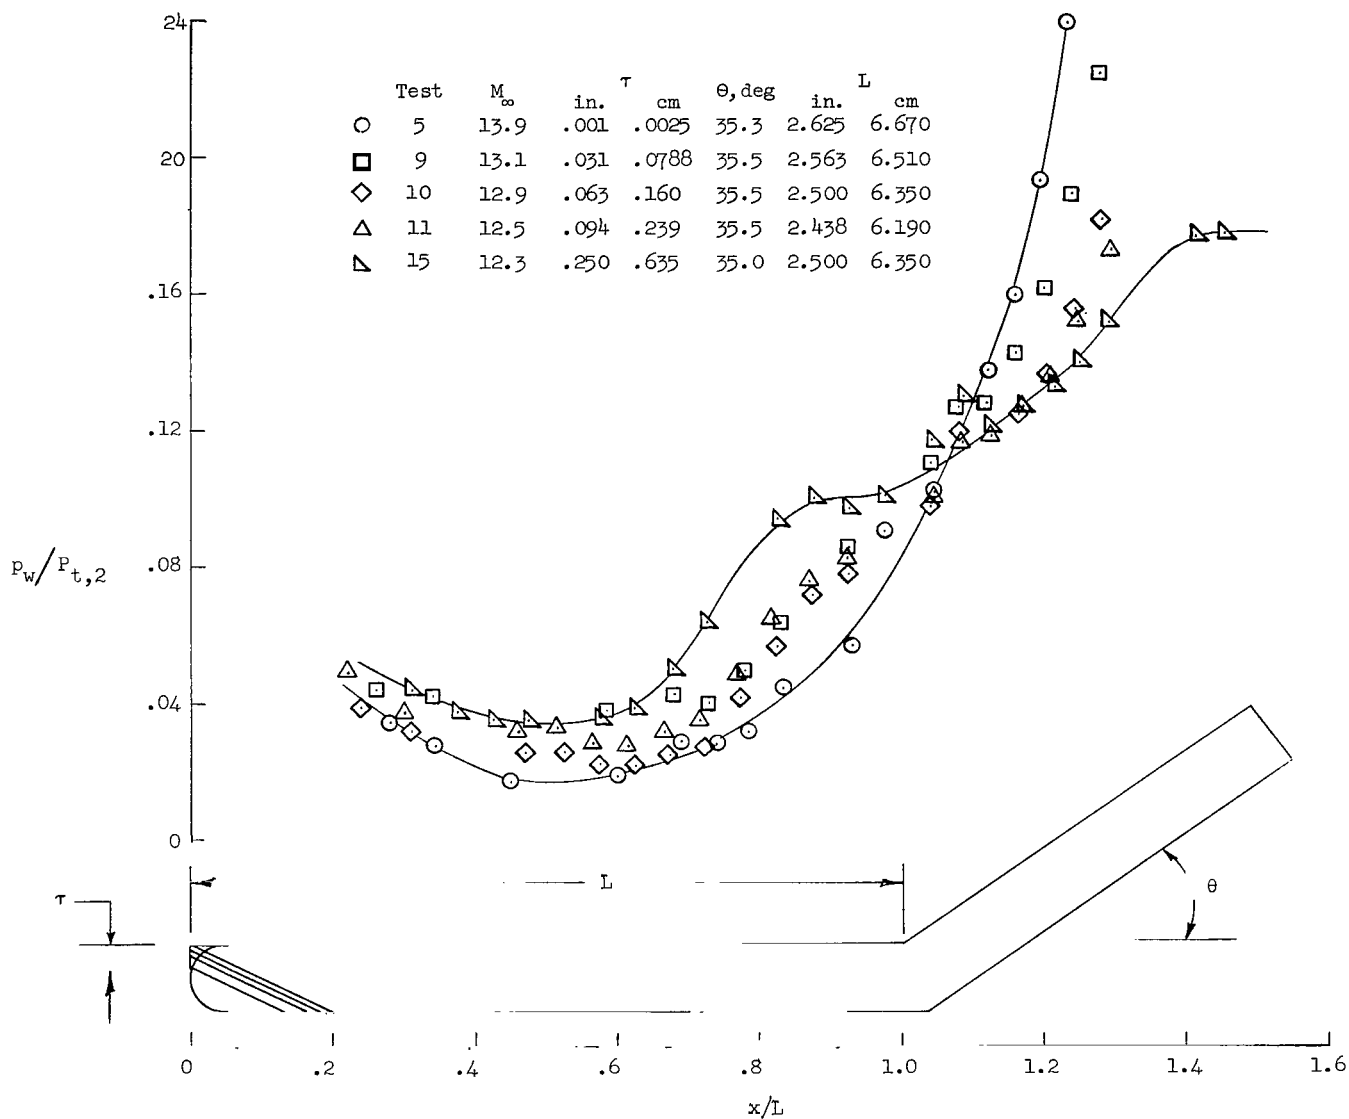 24
τ L
Test M∞ in. cm θ,deg in. cm
5 13.9 .001 .0025 35.3 2.625 6.670
9 13.1 .031 .0788 35.5 2.563 6.510
10 12.9 .063 .160 35.5 2.500 6.350
11 12.5 .094 .239 35.5 2.438 6.190
15 12.3 .250 .635 35.0 2.500 6.350
20
.16
.12
pw/Pt,2
.08
.04
0
L
τ
θ
0 .2 .4 .6 .8 1.0 1.2 1.4 1.6
x/L